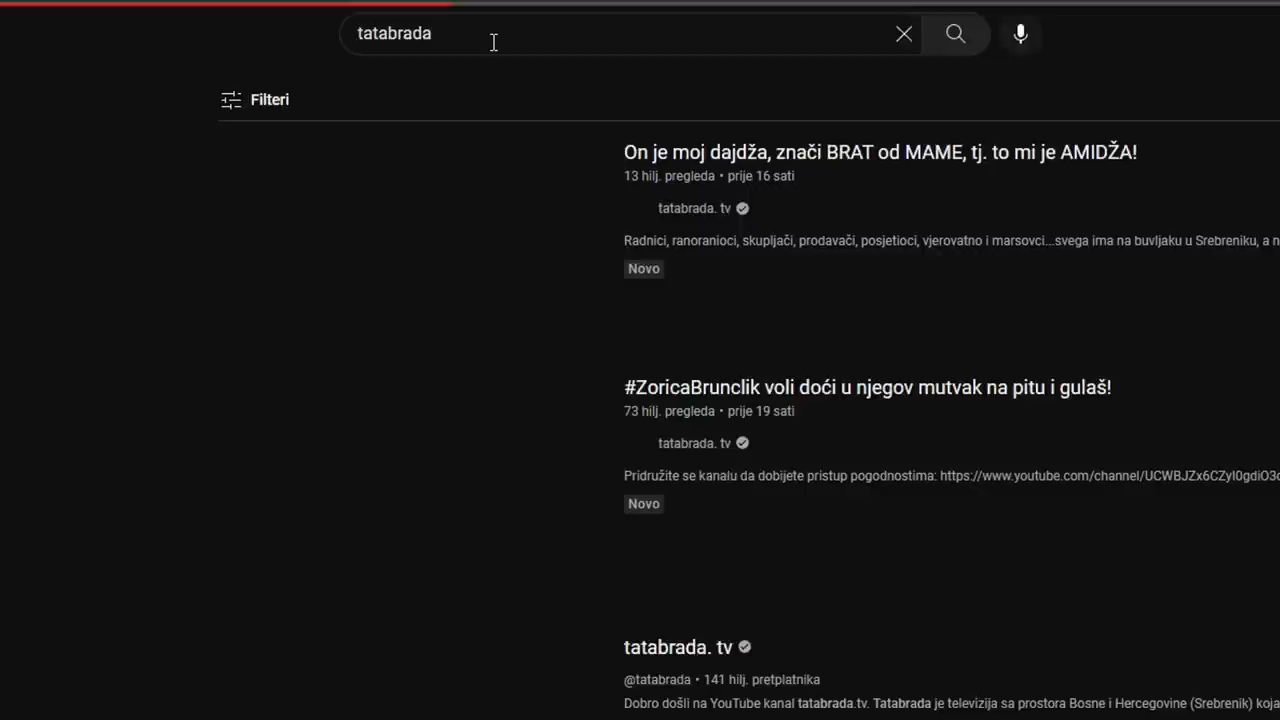 tatabrada
Filteri
On je moj dajdža, znači BRAT od MAME, tj. to mi je AMIDŽA!
13 hilj. pregleda • prije 16 sati
tatabrada. tv
Radnici, ranoranioci, skupljači, prodavači, posjetioci, vjerovatno i marsovci...svega ima na buvljaku u Srebreniku, a n
Novo
#ZoricaBrunclik voli doći u njegov mutvak na pitu i gulaš!
73 hilj. pregleda • prije 19 sati
tatabrada. tv
Pridružite se kanalu da dobijete pristup pogodnostima: https://www.youtube.com/channel/UCWBJZx6CZyI0gdiO3c
Novo
tatabrada. tv
@tatabrada • 141 hilj. pretplatnika
Dobro došli na YouTube kanal tatabrada.tv. Tatabrada je televizija sa prostora Bosne i Hercegovine (Srebrenik) koja